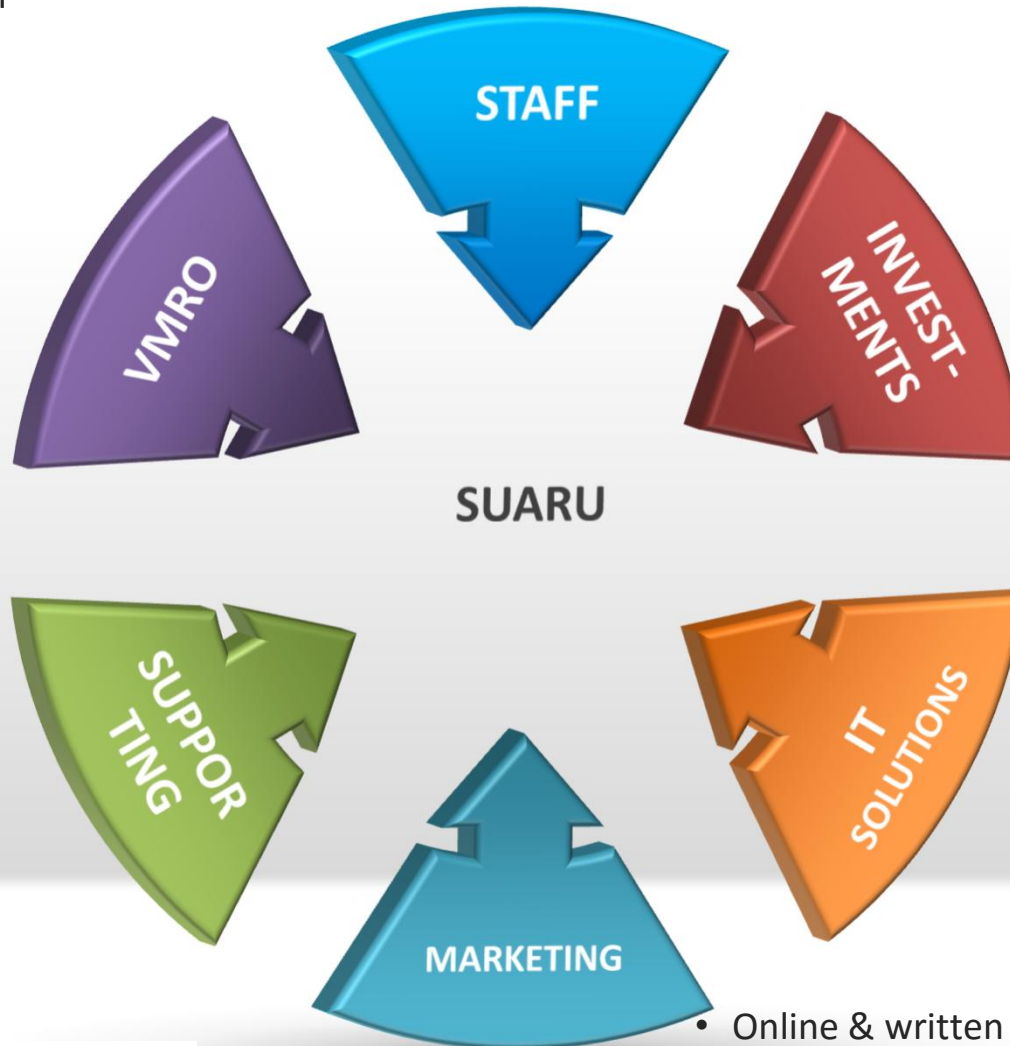 STAFF
INVEST-
MENTS
VMRO
SUARU
SUPPOR
TING
IT
SOLUTIONS
MARKETING
• Online & written